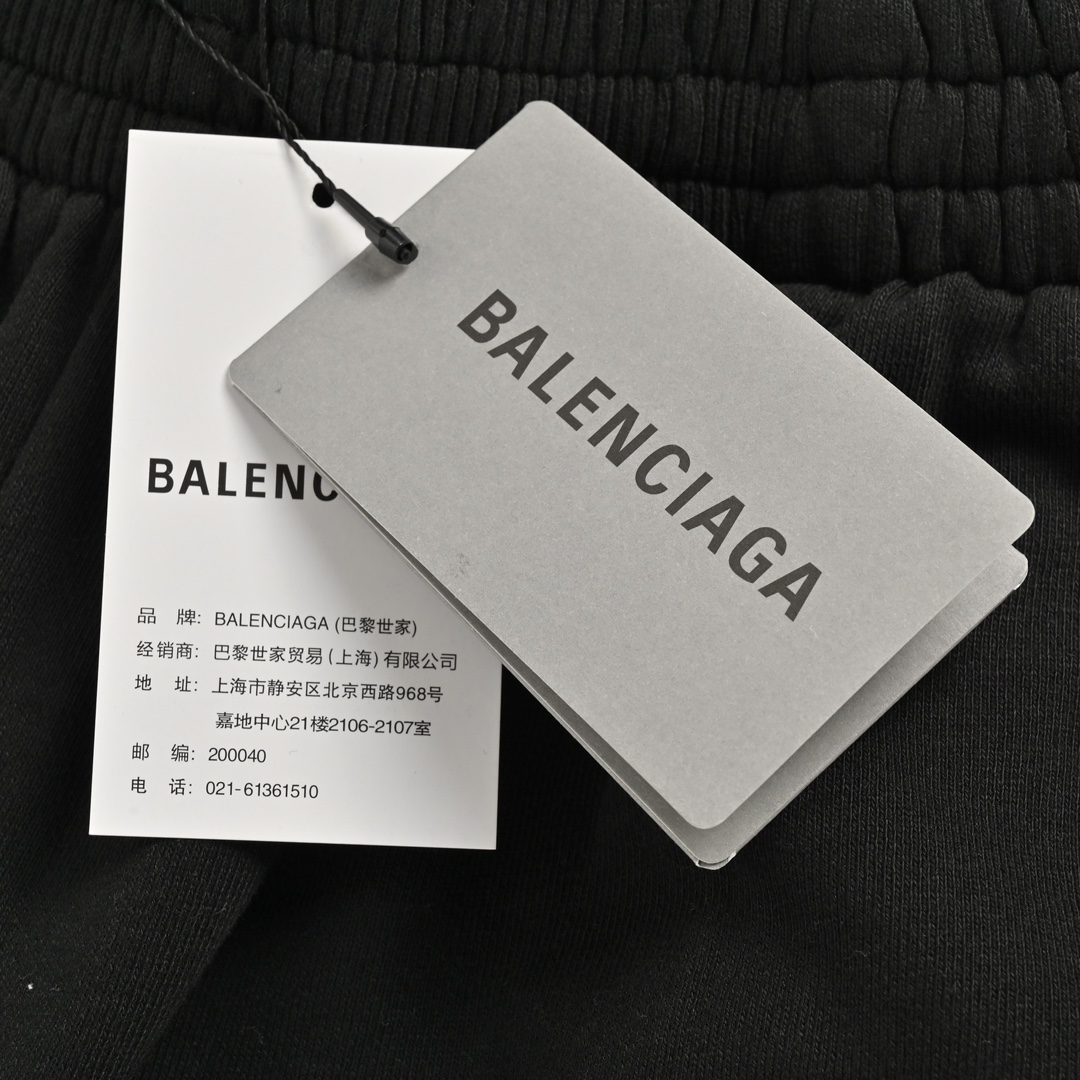 BALENCIAGA
BALENC
品 牌: BALENCIAGA (巴黎世家)
经销商: 巴黎世家贸易(上海)有限公司
地 址: 上海市静安区北京西路968号
嘉地中心21楼2106-2107室
邮 编: 200040
电 话: 021-61361510